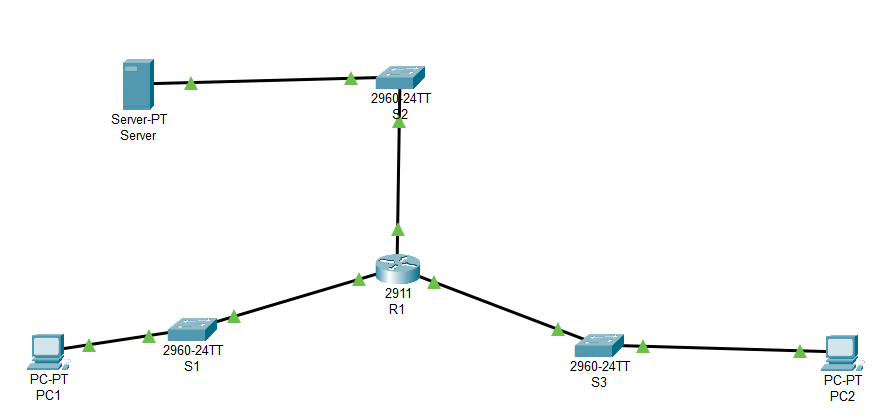 2960-24TT
S2
Server-PT
Server
2911
R1
2960-24TT
S1
2960-24TT
S3
PC-PT
PC1
PC-PT
PC2